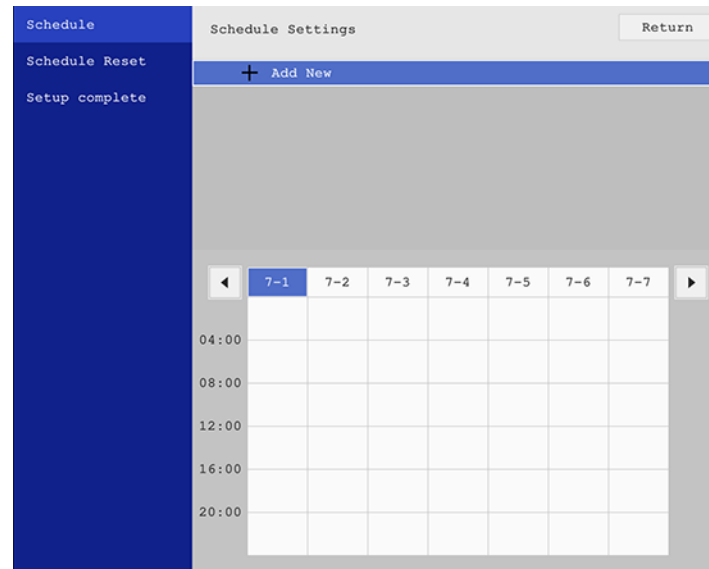 Schedule
Schedule Reset
Setup complete
Schedule Settings
Return
+ Add New
7-1 7-2 7-3 7-4 7-5 7-6 7-7
04:00
08:00
12:00
16:00
20:00